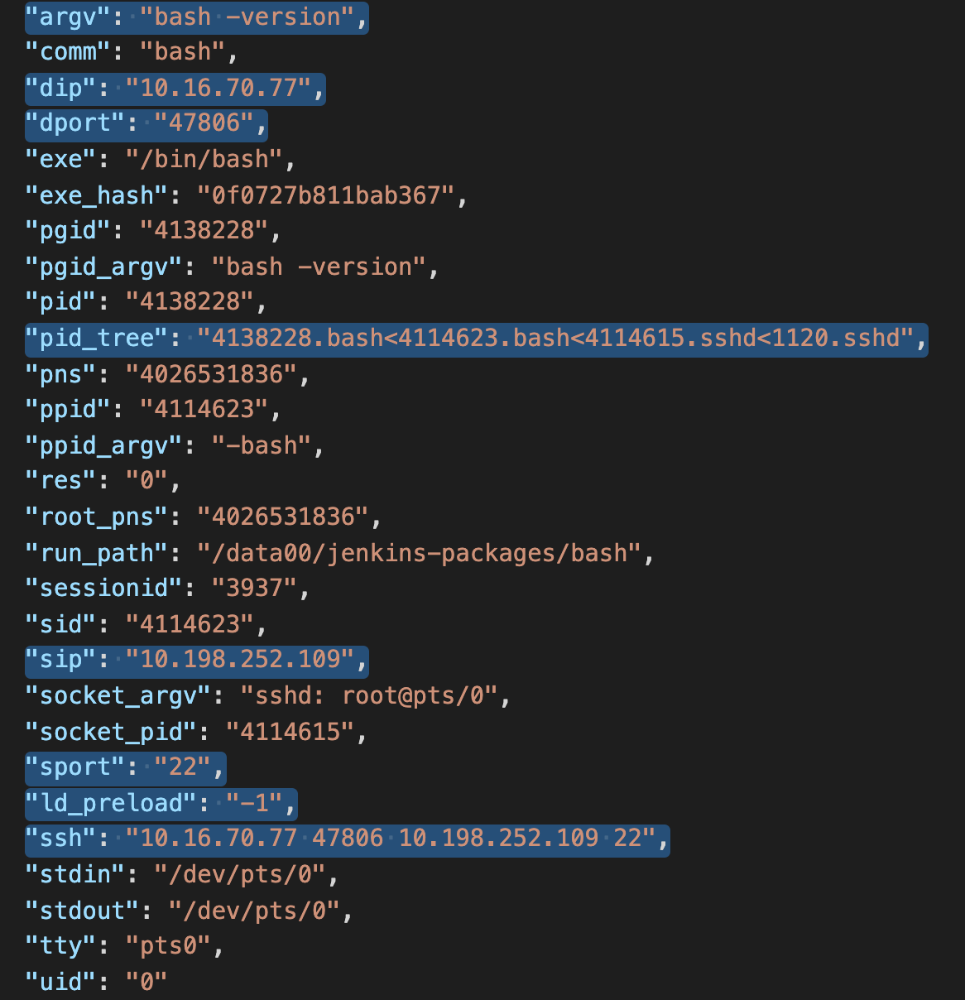 "argv": "bash -version",
"comm": "bash",
"dip": "10.16.70.77",
"dport": "47806",
"exe": "/bin/bash",
"exe_hash": "0f0727b811bab367",
"pgid": "4138228",
"pgid_argv": "bash -version",
"pid": "4138228",
"pid_tree": "4138228.bash<4114623.bash<4114615.sshd<1120.sshd",
"pns": "4026531836",
"ppid": "4114623",
"ppid_argv": "-bash",
"res": "0",
"root_pns": "4026531836",
"run_path": "/data00/jenkins-packages/bash",
"sessionid": "3937",
"sid": "4114623",
"sip": "10.198.252.109",
"socket_argv": "sshd: root@pts/0",
"socket_pid": "4114615",
"sport": "22",
"ld_preload": "-1",
"ssh": "10.16.70.77 47806 10.198.252.109 22",
"stdin": "/dev/pts/0",
"stdout": "/dev/pts/0",
"tty": "pts0",
"uid": "0"